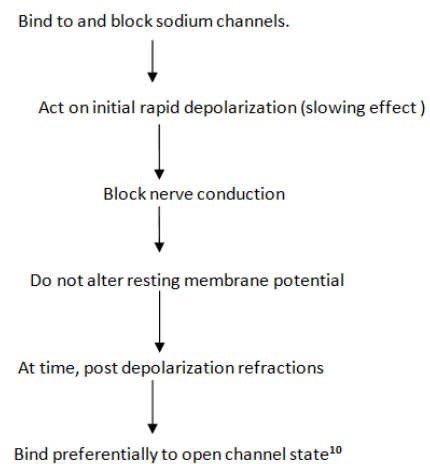 Bind to and block sodium channels.
Act on initial rapid depolarization (slowing effect )
Block nerve conduction
Do not alter resting membrane potential
At time, post depolarization refractions
Bind preferentially to open channel state¹⁰